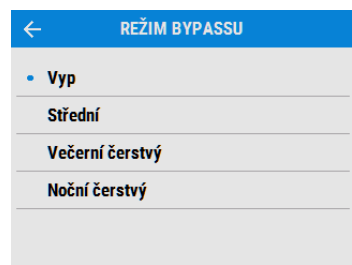 REŽIM BYPASSU
Vyp
Střední
Večerní čerstvý
Noční čerstvý